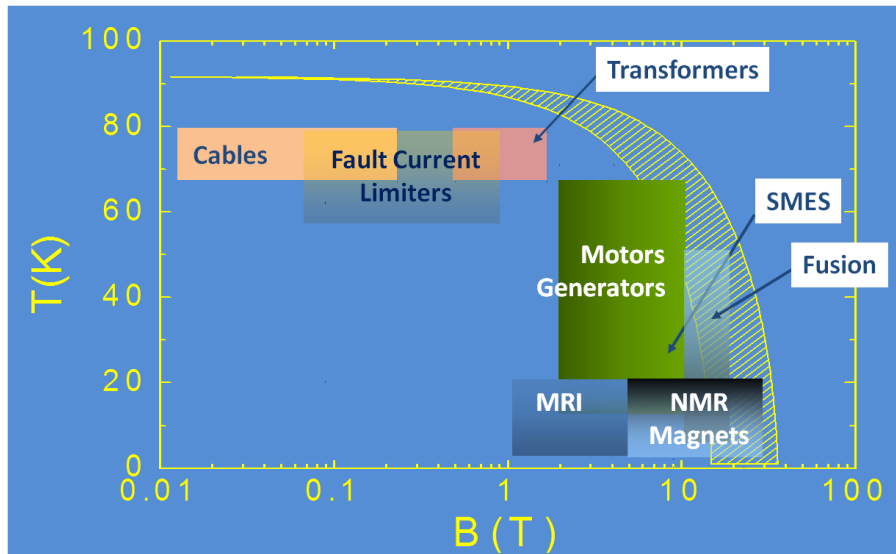 100
Transformers
80
Cables
Fault Current
Limiters
SMES
60
T(K)
Motors
Generators
Fusion
40
20
MRI
NMR
Magnets
0
0.01
0.1
1
10
100
B(T)